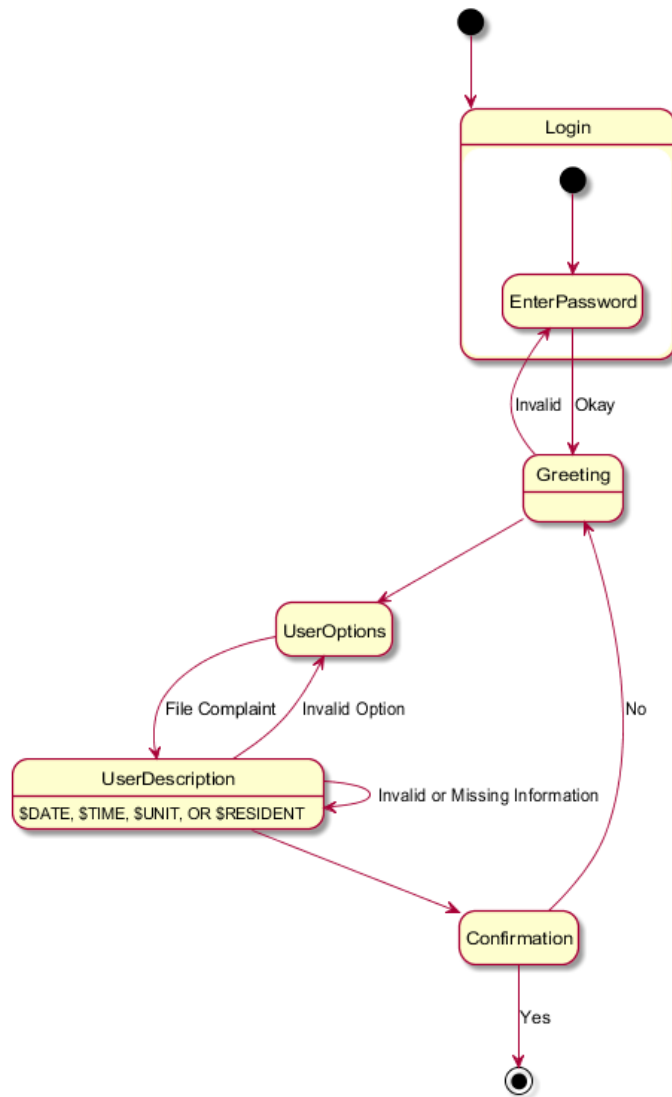 Login
EnterPassword
Invalid
Okay
Greeting
UserOptions
File Complaint
Invalid Option
No
UserDescription
$DATE, $TIME, $UNIT, OR $RESIDENT
Invalid or Missing Information
Confirmation
Yes